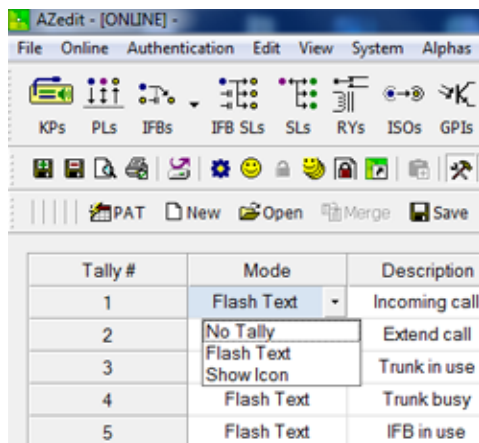 AZedit - [ONLINE] -
File Online Authentication Edit View System Alphas
KPs PLs IFBs IFB SLs SLs RYs ISOs GPIs
PAT New Open Merge Save
Tally # Mode Description
1 Flash Text Incoming call
2 No Tally Extend call
Flash Text
3 Show Icon Trunk in use
4 Flash Text Trunk busy
5 Flash Text IFB in use